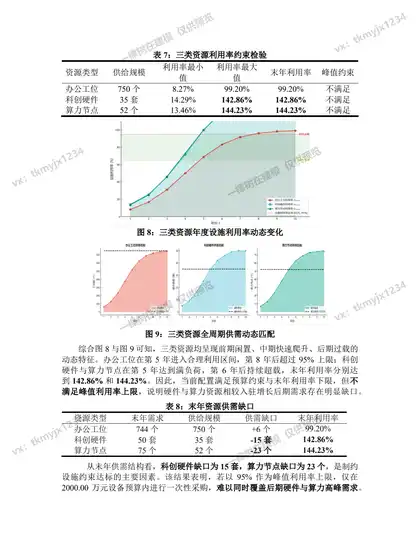 表 7：三类资源利用率约束检验
资源类型 供给规模 利用率最小值 利用率最大值 末年利用率 峰值约束
办公工位 750 个 8.27% 99.20% 99.20% 不满足
科创硬件 35 套 14.29% 142.86% 142.86% 不满足
算力节点 52 个 13.46% 144.23% 144.23% 不满足
图 8：三类资源年度设施利用率动态变化
图 9：三类资源全周期供需动态匹配
综合图 8 与图 9 可知，三类资源均呈现前期闲置、中期快速爬升、后期过载的
动态特征。办公工位在第 5 年进入合理利用区间，第 8 年后超过 95% 上限；科创
硬件与算力节点在第 5 年达到满负荷，第 6 年后持续超载，末年利用率分别达
到 142.86% 和 144.23%。因此，当前配置满足预算约束与末年利用率下限，但不
满足峰值利用率上限，说明硬件与算力资源相较入驻增长后期需求存在明显缺口。
表 8：末年资源供需缺口
资源类型 末年需求 供给规模 供需缺口 末年利用率
办公工位 744 个 750 个 +6 个 99.20%
科创硬件 50 套 35 套 -15 套 142.86%
算力节点 75 个 52 个 -23 个 144.23%
从末年供需结构看，科创硬件缺口为 15 套，算力节点缺口为 23 个，是制约
设施约束达标的主要因素。该结果表明，若以 95% 作为峰值利用率上限，仅在
2000.00 万元设备预算内进行一次性采购，难以同时覆盖后期硬件与算力高峰需求。
vx: tkmyjx1234
vx: tkmyjx1234
vx: tkmyjx1234
vx: tkmyjx1234